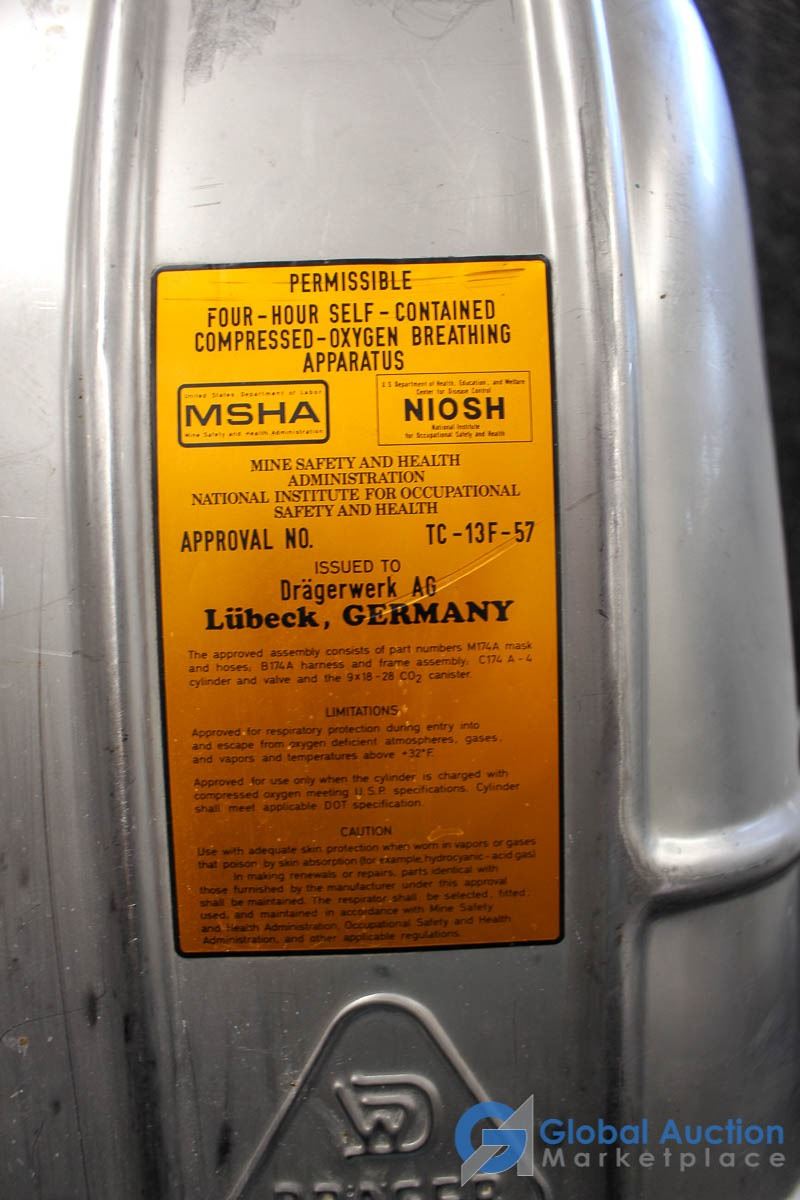 PERMISSIBLE
FOUR-HOUR SELF-CONTAINED
COMPRESSED-OXYGEN BREATHING
APPARATUS
United States Department of Labor
MSHA
Mine Safety and Health Administration
U S Department of Health, Education, and Welfare
Center for Disease Control
NIOSH
National Institute
for Occupational Safety and Health
MINE SAFETY AND HEALTH
ADMINISTRATION
NATIONAL INSTITUTE FOR OCCUPATIONAL
SAFETY AND HEALTH
APPROVAL NO. TC-13F-57
ISSUED TO
Drägerwerk AG
Lübeck, GERMANY
The approved assembly consists of part numbers M174A mask
and hoses; B174A harness and frame assembly; C174 A-4
cylinder and valve and the 9x18-28 CO₂ canister.
LIMITATIONS
Approved for respiratory protection during entry into
and escape from oxygen deficient atmospheres, gases,
and vapors and temperatures above +32°F.
Approved for use only when the cylinder is charged with
compressed oxygen meeting U.S.P. specifications. Cylinder
shall meet applicable DOT specification.
CAUTION
Use with adequate skin protection when worn in vapors or gases
that poison by skin absorption (for example, hydrocyanic-acid gas)
In making renewals or repairs, parts identical with
those furnished by the manufacturer under this approval
shall be maintained. The respirator shall be selected, fitted,
used, and maintained in accordance with Mine Safety
and Health Administration, Occupational Safety and Health
Administration, and other applicable regulations.
DRÄGER
Global Auction
Marketplace